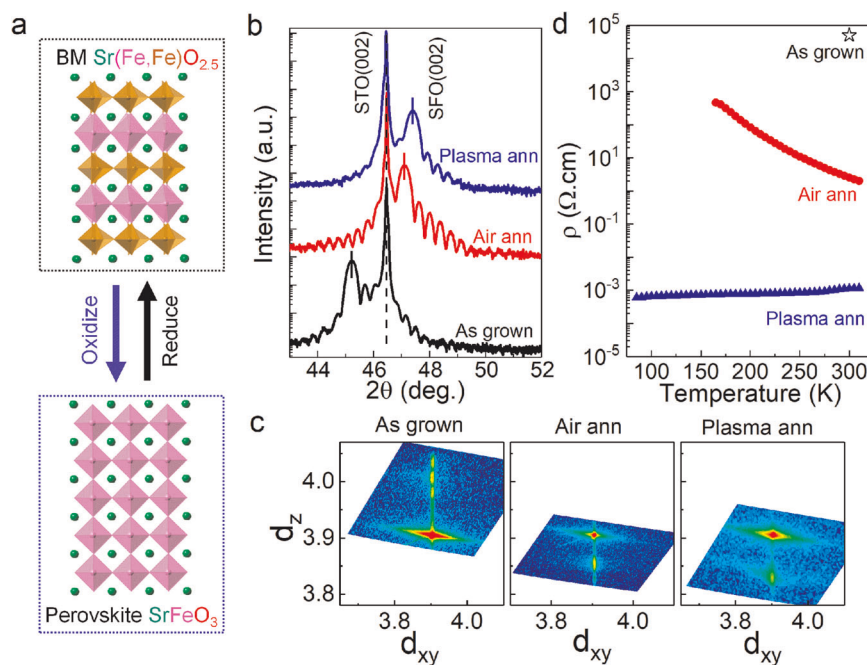 a
BM Sr(Fe,Fe)O2.5
Oxidize
Reduce
Perovskite SrFeO3
b
Intensity (a.u.)
STO(002)
SFO(002)
Plasma ann
Air ann
As grown
44 46 48 50 52
2θ (deg.)
d
ρ (Ω.cm)
10^5
10^3
10^1
10^-1
10^-3
10^-5
As grown
Air ann
Plasma ann
100 150 200 250 300
Temperature (K)
c
As grown
Air ann
Plasma ann
dz
4.0
3.9
3.8
3.8 4.0
3.8 4.0
3.8 4.0
dxy
dxy
dxy